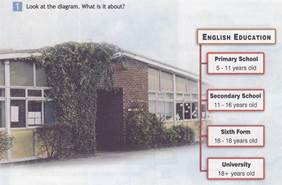 1 Look at the diagram. What is it about?
ENGLISH EDUCATION
Primary School
5 - 11 years old
Secondary School
11 - 16 years old
Sixth Form
16 - 18 years old
University
18+ years old